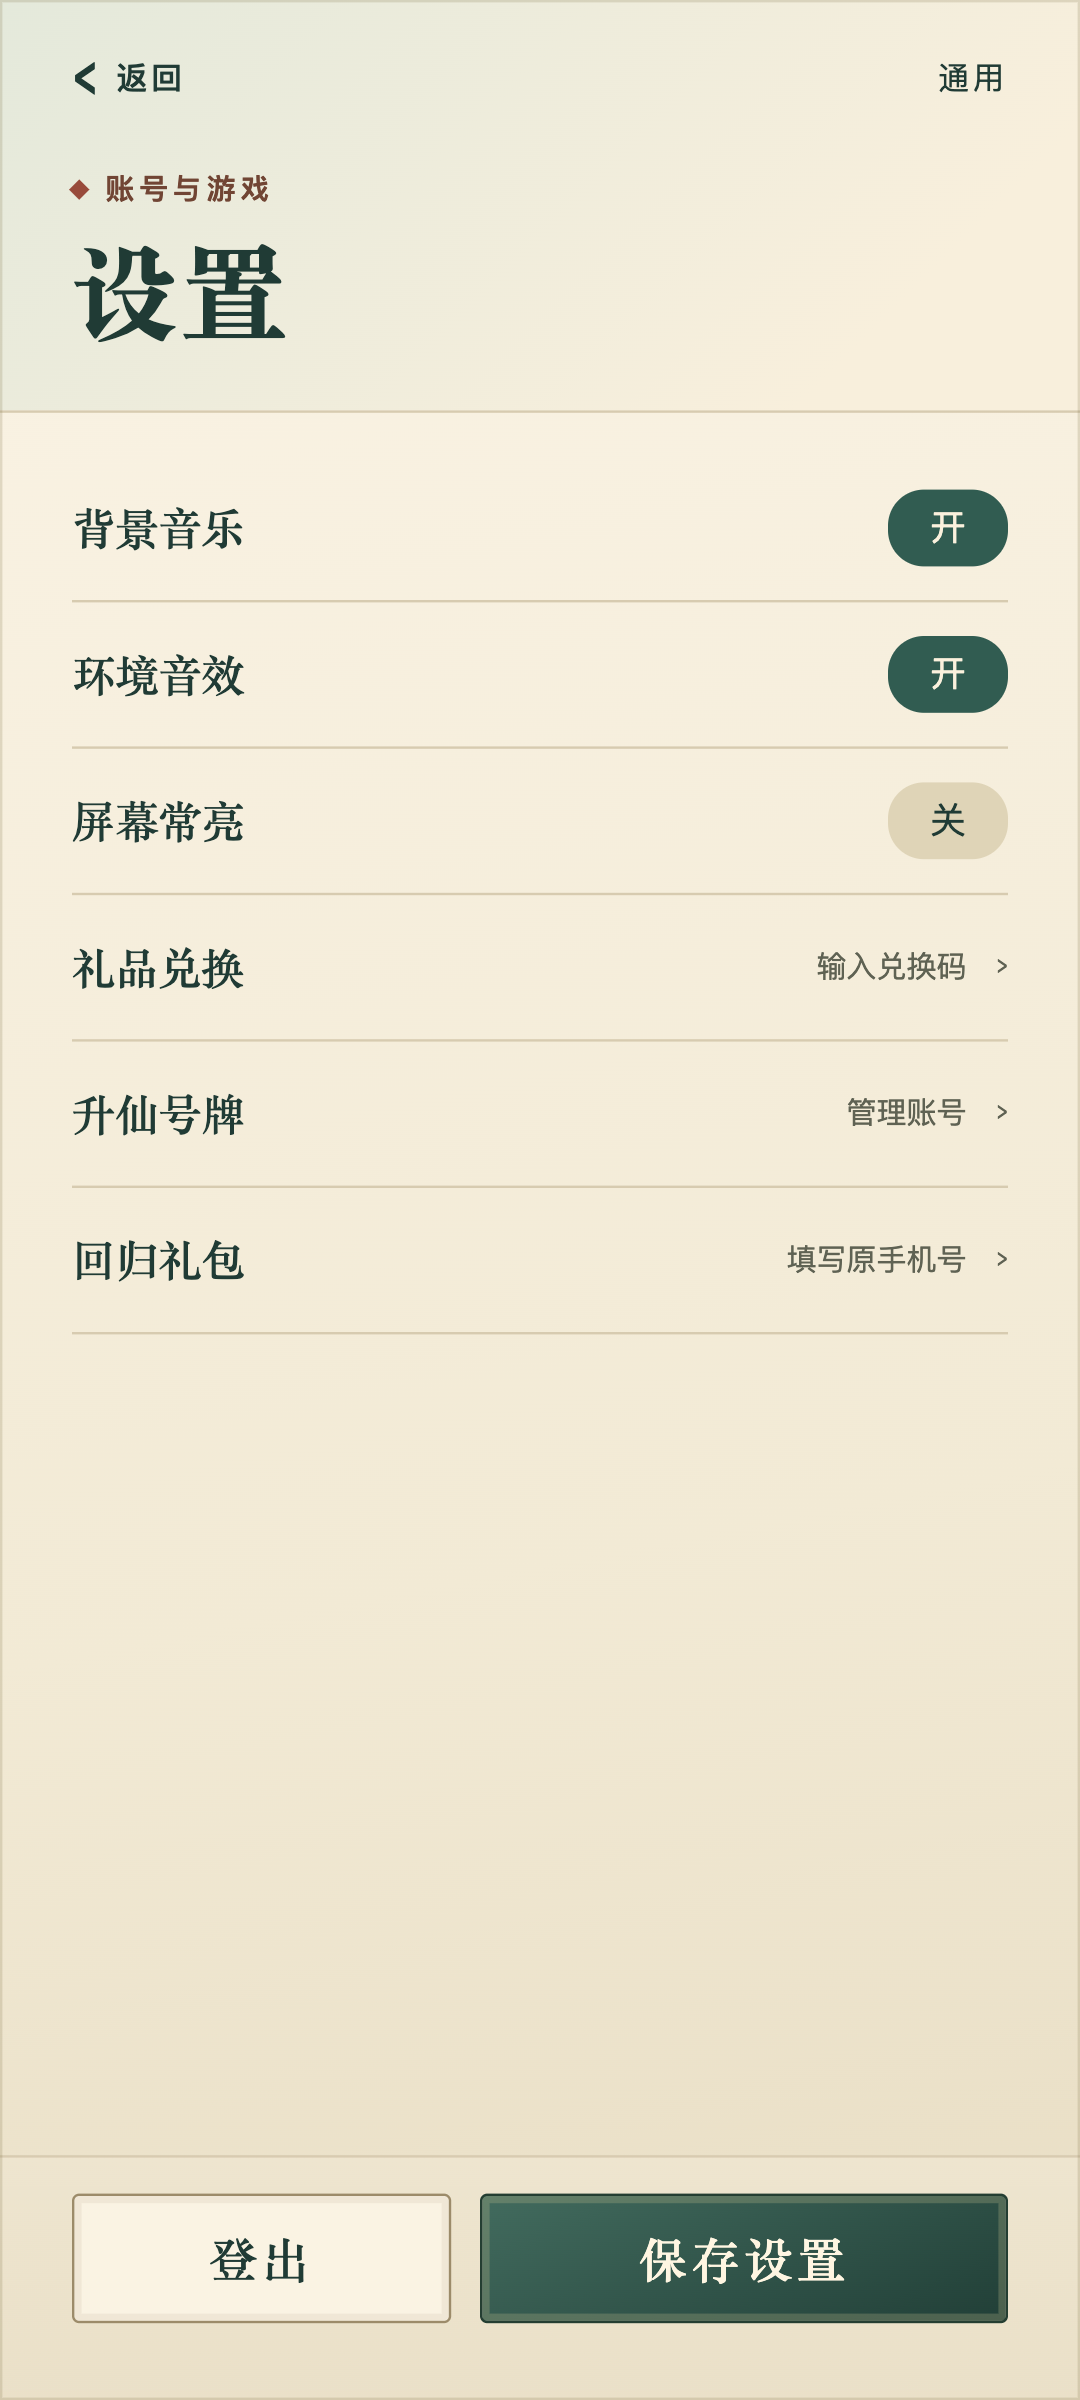 返回 通用
账号与游戏
设置
背景音乐 开
环境音效 开
屏幕常亮 关
礼品兑换 输入兑换码
升仙号牌 管理账号
回归礼包 填写原手机号
登出 保存设置